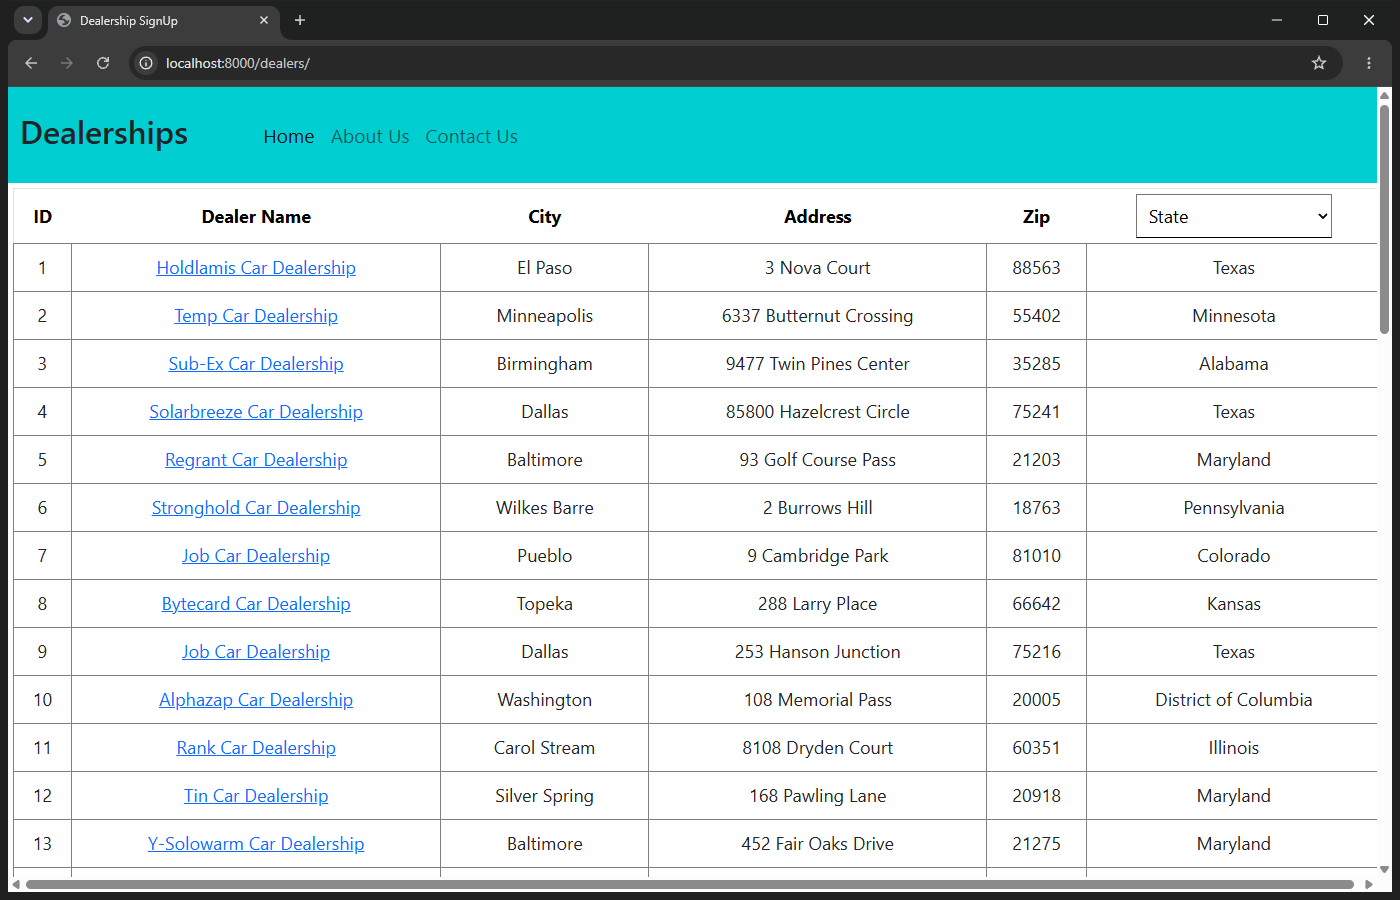 Dealership SignUp
localhost:8000/dealers/
Dealerships Home About Us Contact Us
ID Dealer Name City Address Zip State
1 Holdlamis Car Dealership El Paso 3 Nova Court 88563 Texas
2 Temp Car Dealership Minneapolis 6337 Butternut Crossing 55402 Minnesota
3 Sub-Ex Car Dealership Birmingham 9477 Twin Pines Center 35285 Alabama
4 Solarbreeze Car Dealership Dallas 85800 Hazelcrest Circle 75241 Texas
5 Regrant Car Dealership Baltimore 93 Golf Course Pass 21203 Maryland
6 Stronghold Car Dealership Wilkes Barre 2 Burrows Hill 18763 Pennsylvania
7 Job Car Dealership Pueblo 9 Cambridge Park 81010 Colorado
8 Bytecard Car Dealership Topeka 288 Larry Place 66642 Kansas
9 Job Car Dealership Dallas 253 Hanson Junction 75216 Texas
10 Alphazap Car Dealership Washington 108 Memorial Pass 20005 District of Columbia
11 Rank Car Dealership Carol Stream 8108 Dryden Court 60351 Illinois
12 Tin Car Dealership Silver Spring 168 Pawling Lane 20918 Maryland
13 Y-Solowarm Car Dealership Baltimore 452 Fair Oaks Drive 21275 Maryland